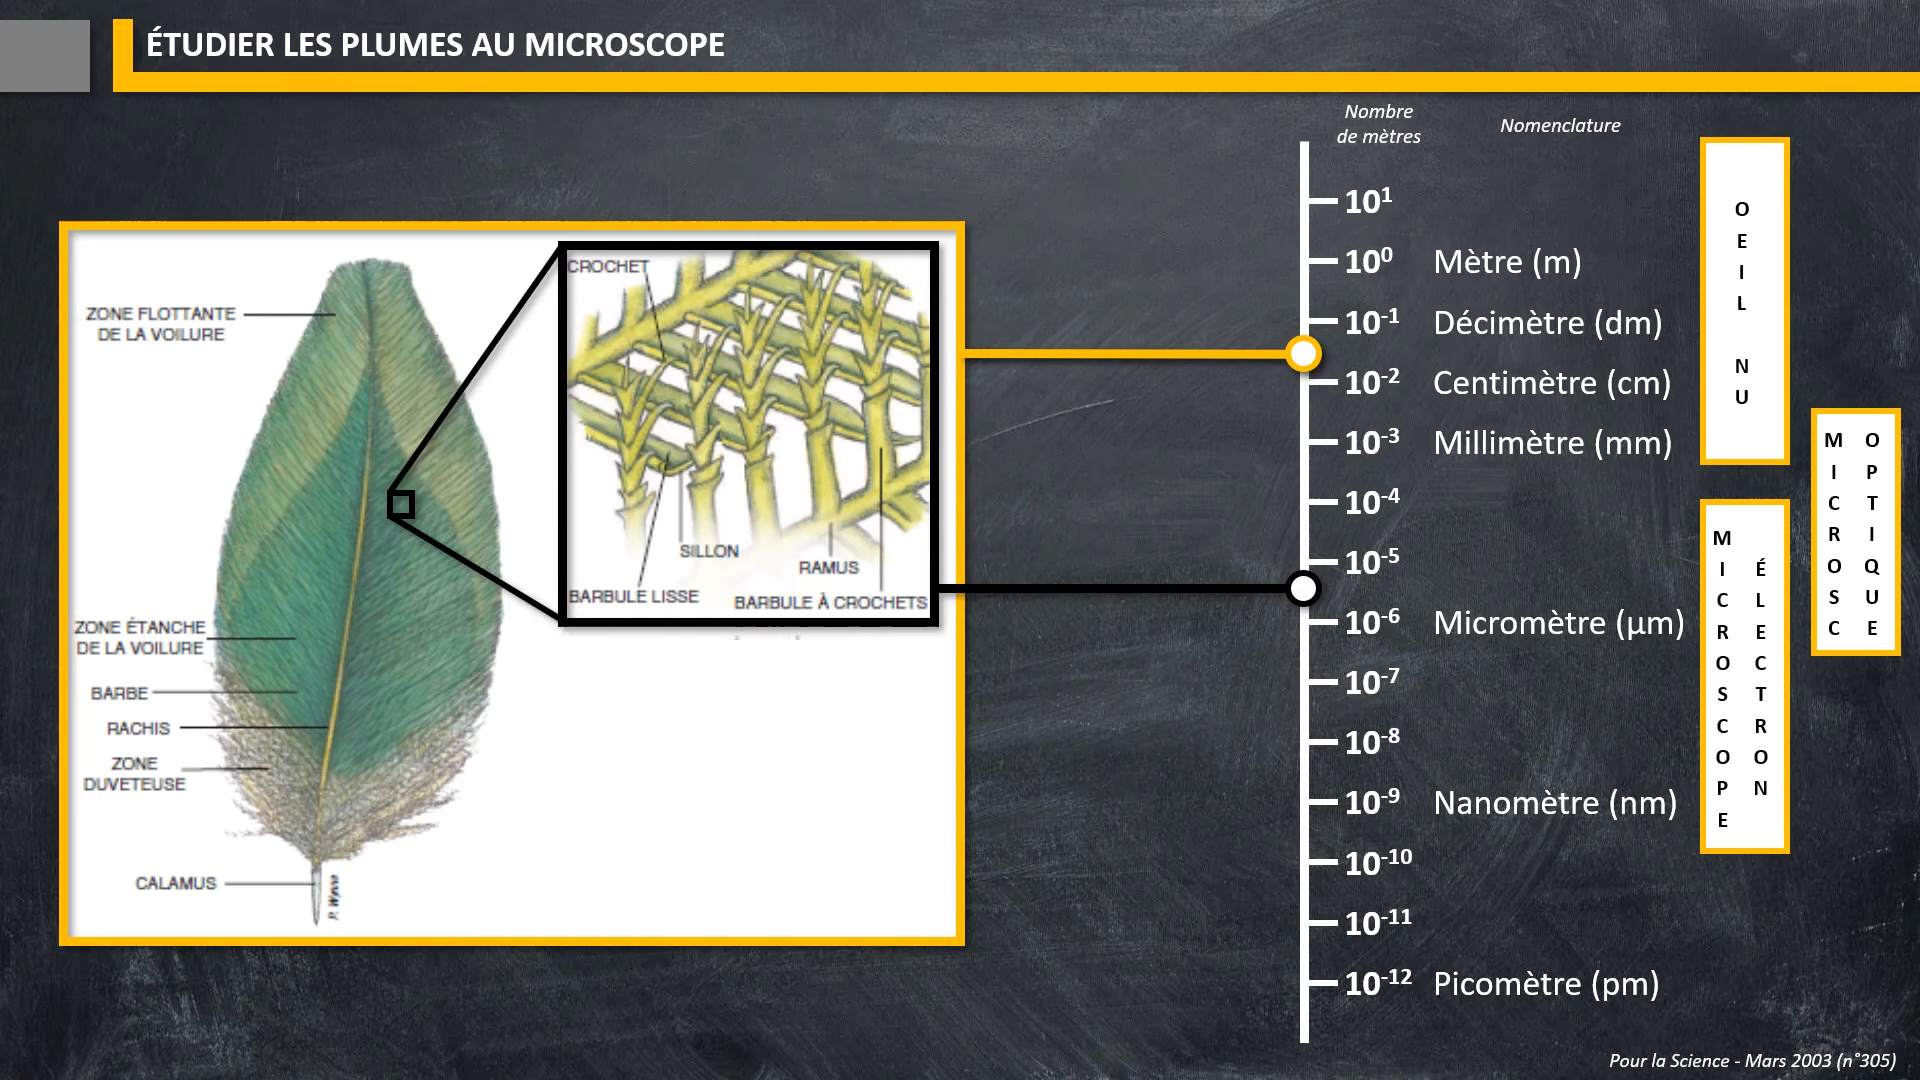 ÉTUDIER LES PLUMES AU MICROSCOPE
ZONE FLOTTANTE
DE LA VOILURE
ZONE ÉTANCHE
DE LA VOILURE
BARBE
RACHIS
ZONE
DUVETEUSE
CALAMUS
CROCHET
SILLON
RAMUS
BARBULE LISSE
BARBULE À CROCHETS
Nombre
de mètres
Nomenclature
10¹
10⁰ Mètre (m)
10⁻¹ Décimètre (dm)
10⁻² Centimètre (cm)
10⁻³ Millimètre (mm)
10⁻⁴
10⁻⁵
10⁻⁶ Micromètre (µm)
10⁻⁷
10⁻⁸
10⁻⁹ Nanomètre (nm)
10⁻¹⁰
10⁻¹¹
10⁻¹² Picomètre (pm)
OEIL NU
MICROSCOPE
ÉLECTRON
MICROSC
OPTIQUE
Pour la Science - Mars 2003 (n°305)